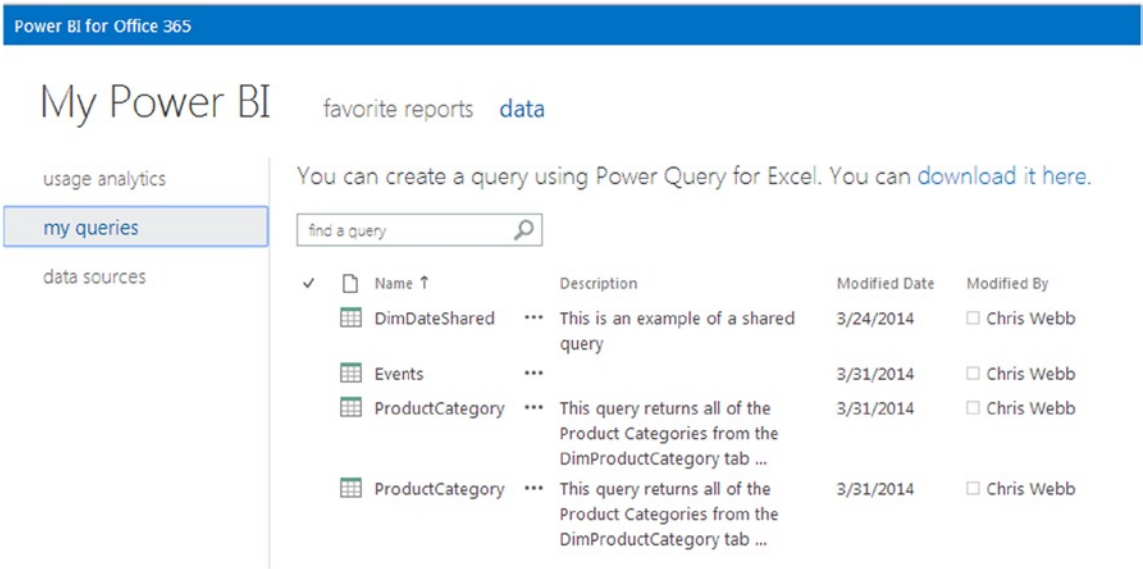 Power BI for Office 365
My Power BI favorite reports data
usage analytics
my queries
data sources
You can create a query using Power Query for Excel. You can download it here.
find a query
Name ↑ Description Modified Date Modified By
DimDateShared ••• This is an example of a shared 3/24/2014 Chris Webb
query
Events ••• 3/31/2014 Chris Webb
ProductCategory ••• This query returns all of the 3/31/2014 Chris Webb
Product Categories from the
DimProductCategory tab ...
ProductCategory ••• This query returns all of the 3/31/2014 Chris Webb
Product Categories from the
DimProductCategory tab ...